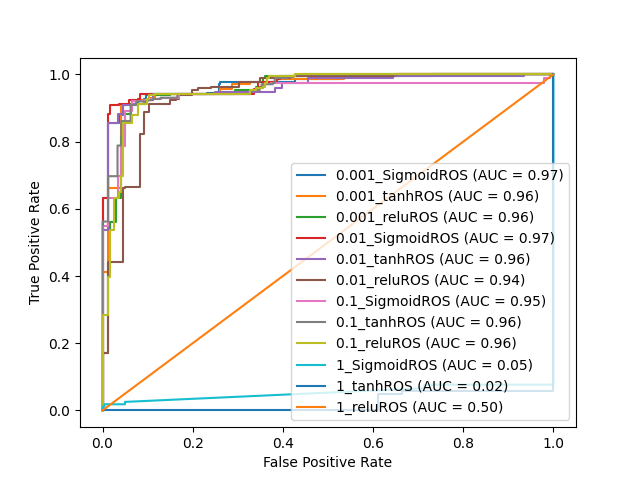 1.0
0.8
0.6
0.4
0.2
0.0
True Positive Rate
0.001_SigmoidROS (AUC = 0.97)
0.001_tanhROS (AUC = 0.96)
0.001_reluROS (AUC = 0.96)
0.01_SigmoidROS (AUC = 0.97)
0.01_tanhROS (AUC = 0.96)
0.01_reluROS (AUC = 0.94)
0.1_SigmoidROS (AUC = 0.95)
0.1_tanhROS (AUC = 0.96)
0.1_reluROS (AUC = 0.96)
1_SigmoidROS (AUC = 0.05)
1_tanhROS (AUC = 0.02)
1_reluROS (AUC = 0.50)
0.0 0.2 0.4 0.6 0.8 1.0
False Positive Rate